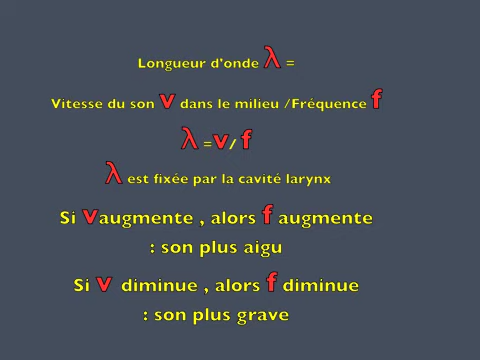 Longueur d'onde λ =
Vitesse du son v dans le milieu /Fréquence f
λ =v/ f
λ est fixée par la cavité larynx
Si vaugmente , alors f augmente
: son plus aigu
Si v diminue , alors f diminue
: son plus grave